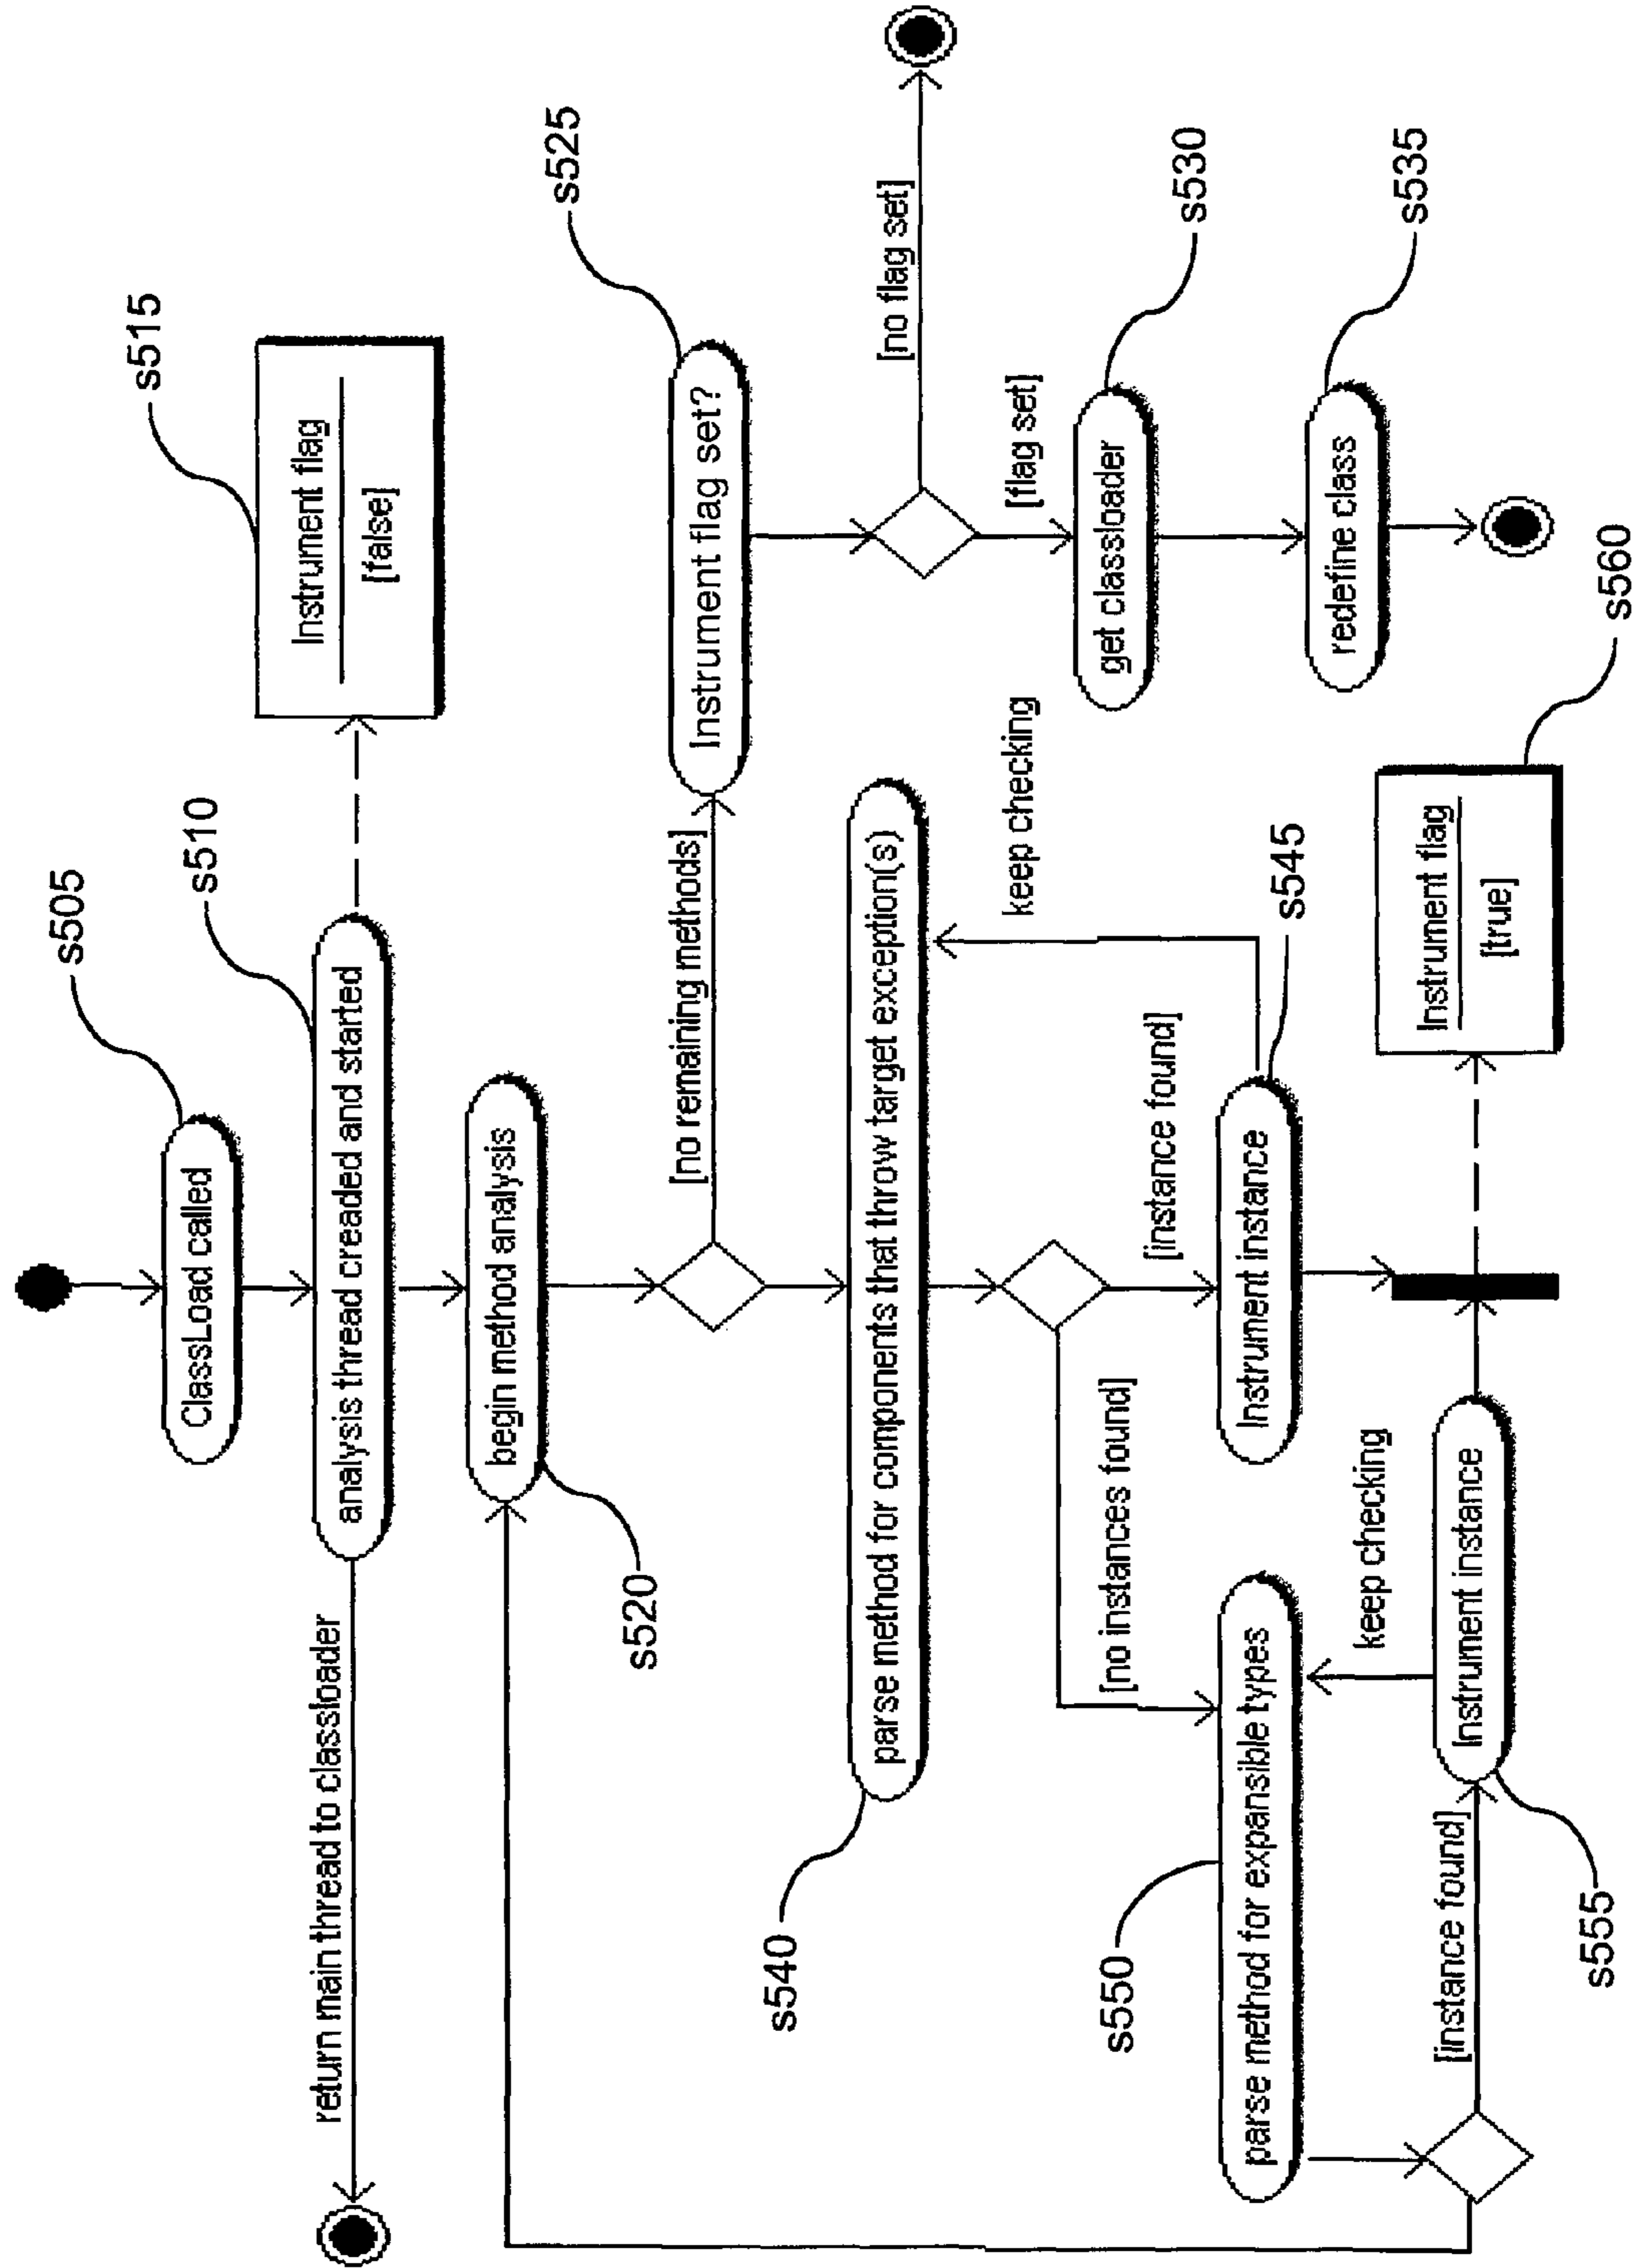 s505
ClassLoad called
s510
analysis thread creaded and started
return main thread to classloader
s515
Instrument flag
[false]
begin method analysis
s520
[no remaining methods]
s525
Instrument flag set?
[no flag set]
[flag set]
s530
get classloader
s535
redefine class
parse method for components that throw target exception(s)
s540
keep checking
[instance found]
s545
Instrument instance
[no instances found]
s550
parse method for expansible types
keep checking
[instance found]
Instrument instance
s555
s560
Instrument flag
[true]